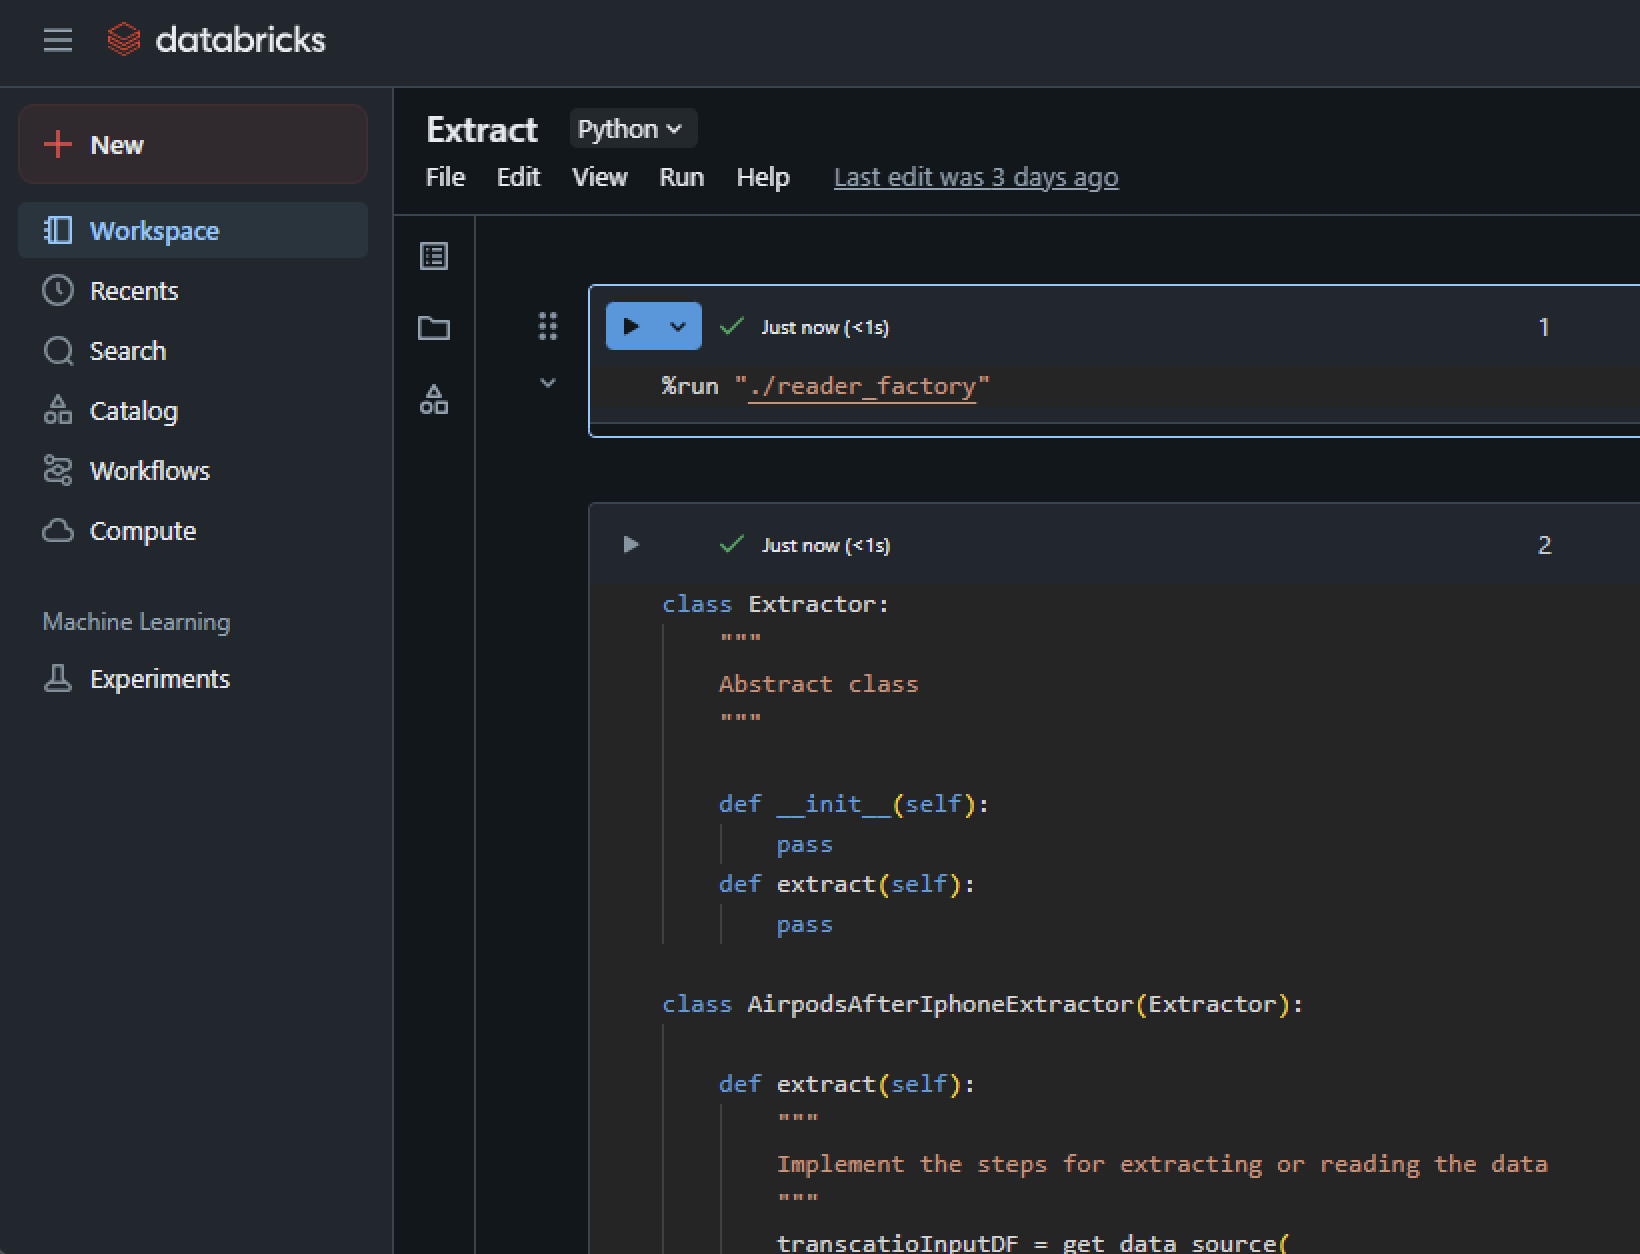 databricks
New
Workspace
Recents
Search
Catalog
Workflows
Compute
Machine Learning
Experiments
Extract Python
File Edit View Run Help Last edit was 3 days ago
Just now (<1s) 1
%run "./reader_factory"
Just now (<1s) 2
class Extractor:
"""
Abstract class
"""
def __init__(self):
pass
def extract(self):
pass
class AirpodsAfterIphoneExtractor(Extractor):
def extract(self):
"""
Implement the steps for extracting or reading the data
"""
transcatioInputDF = get_data_source(